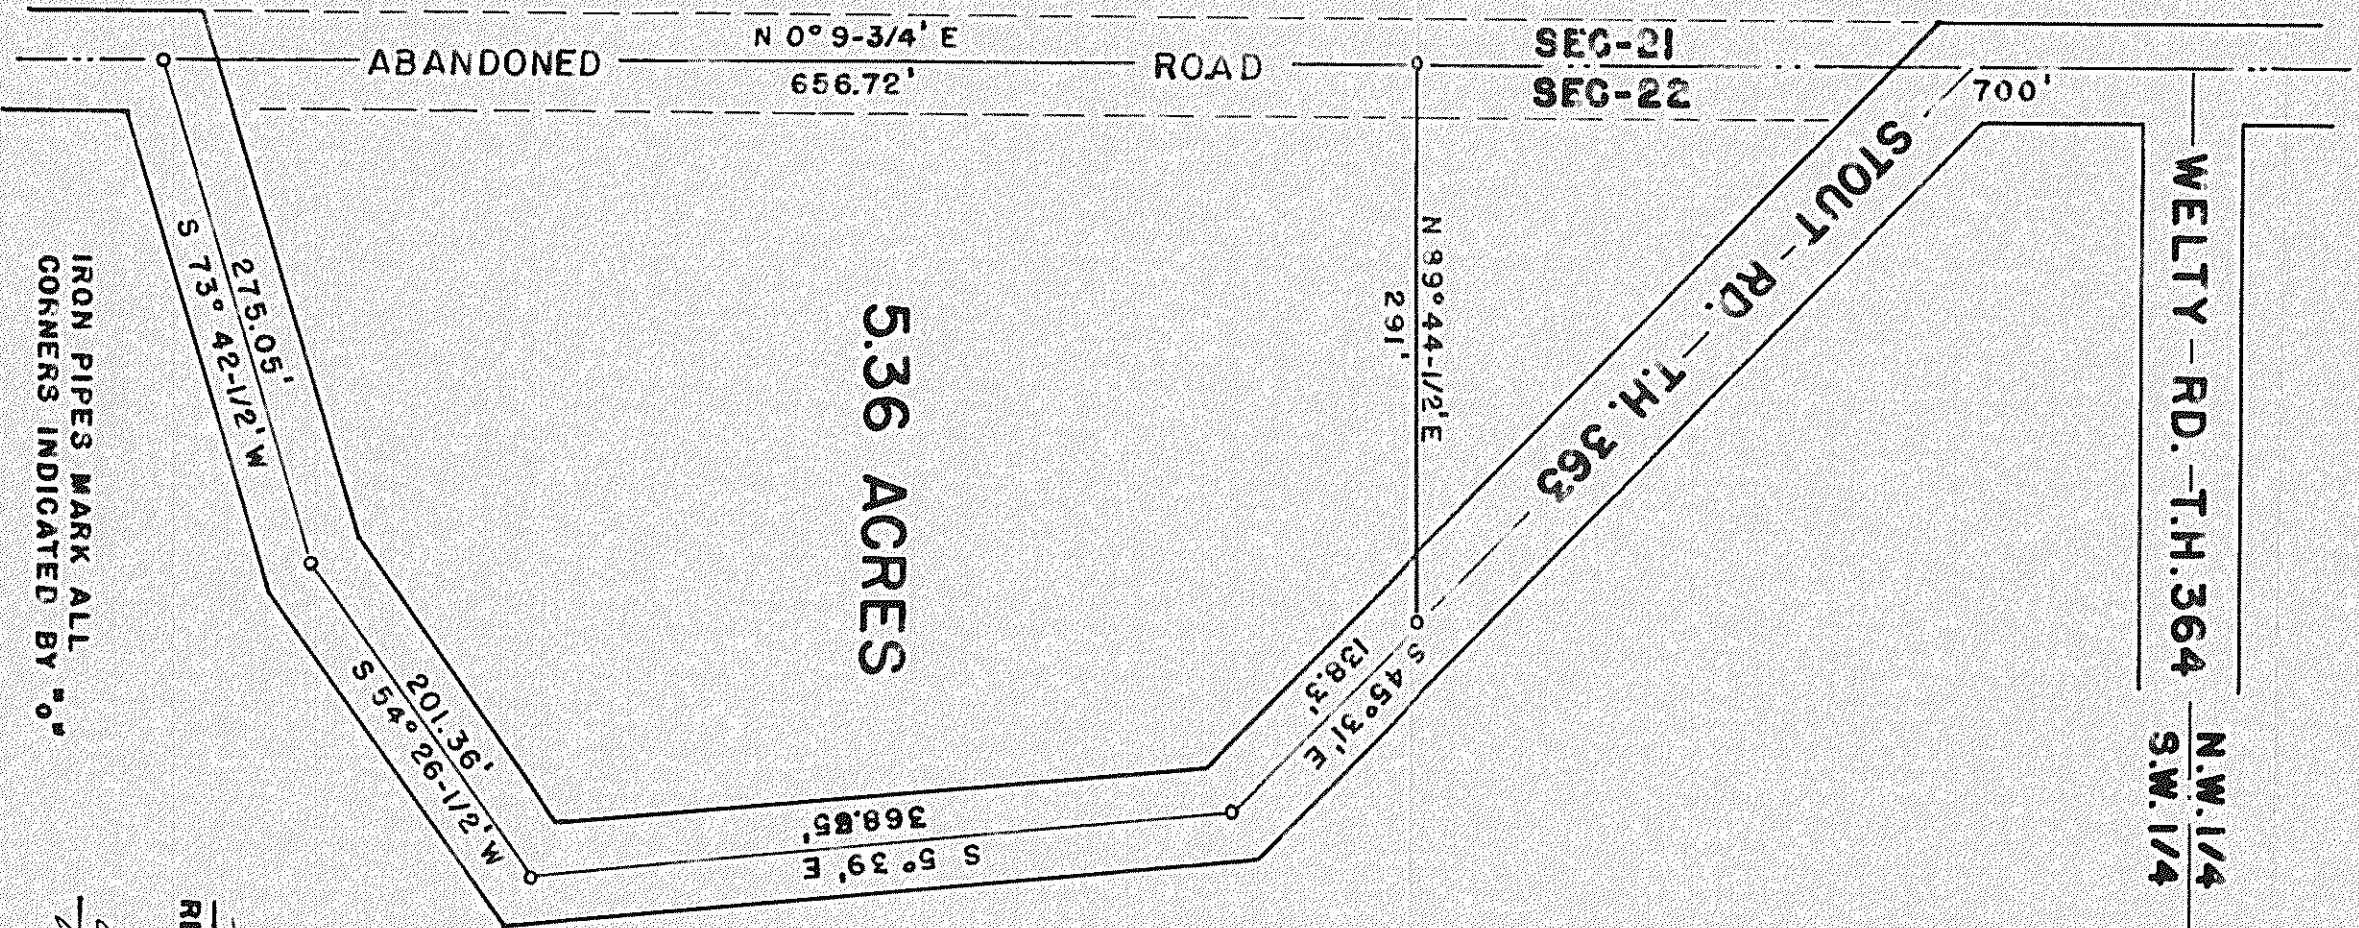 N 0° 9-3/4' E
ABANDONED
656.72'
ROAD
SEC-21
SEC-22
700'
WELTY RD. T.H. 364
N.W. 1/4
S.W. 1/4
STOUT RD. T.H. 363
N 89° 44-1/2' E
291'
S 45° 31' E
138.3'
5.36 ACRES
368.85'
S 5° 39' E
201.36'
S 54° 26-1/2' W
275.05'
S 73° 42-1/2' W
IRON PIPES MARK ALL
CORNERS INDICATED BY "o"